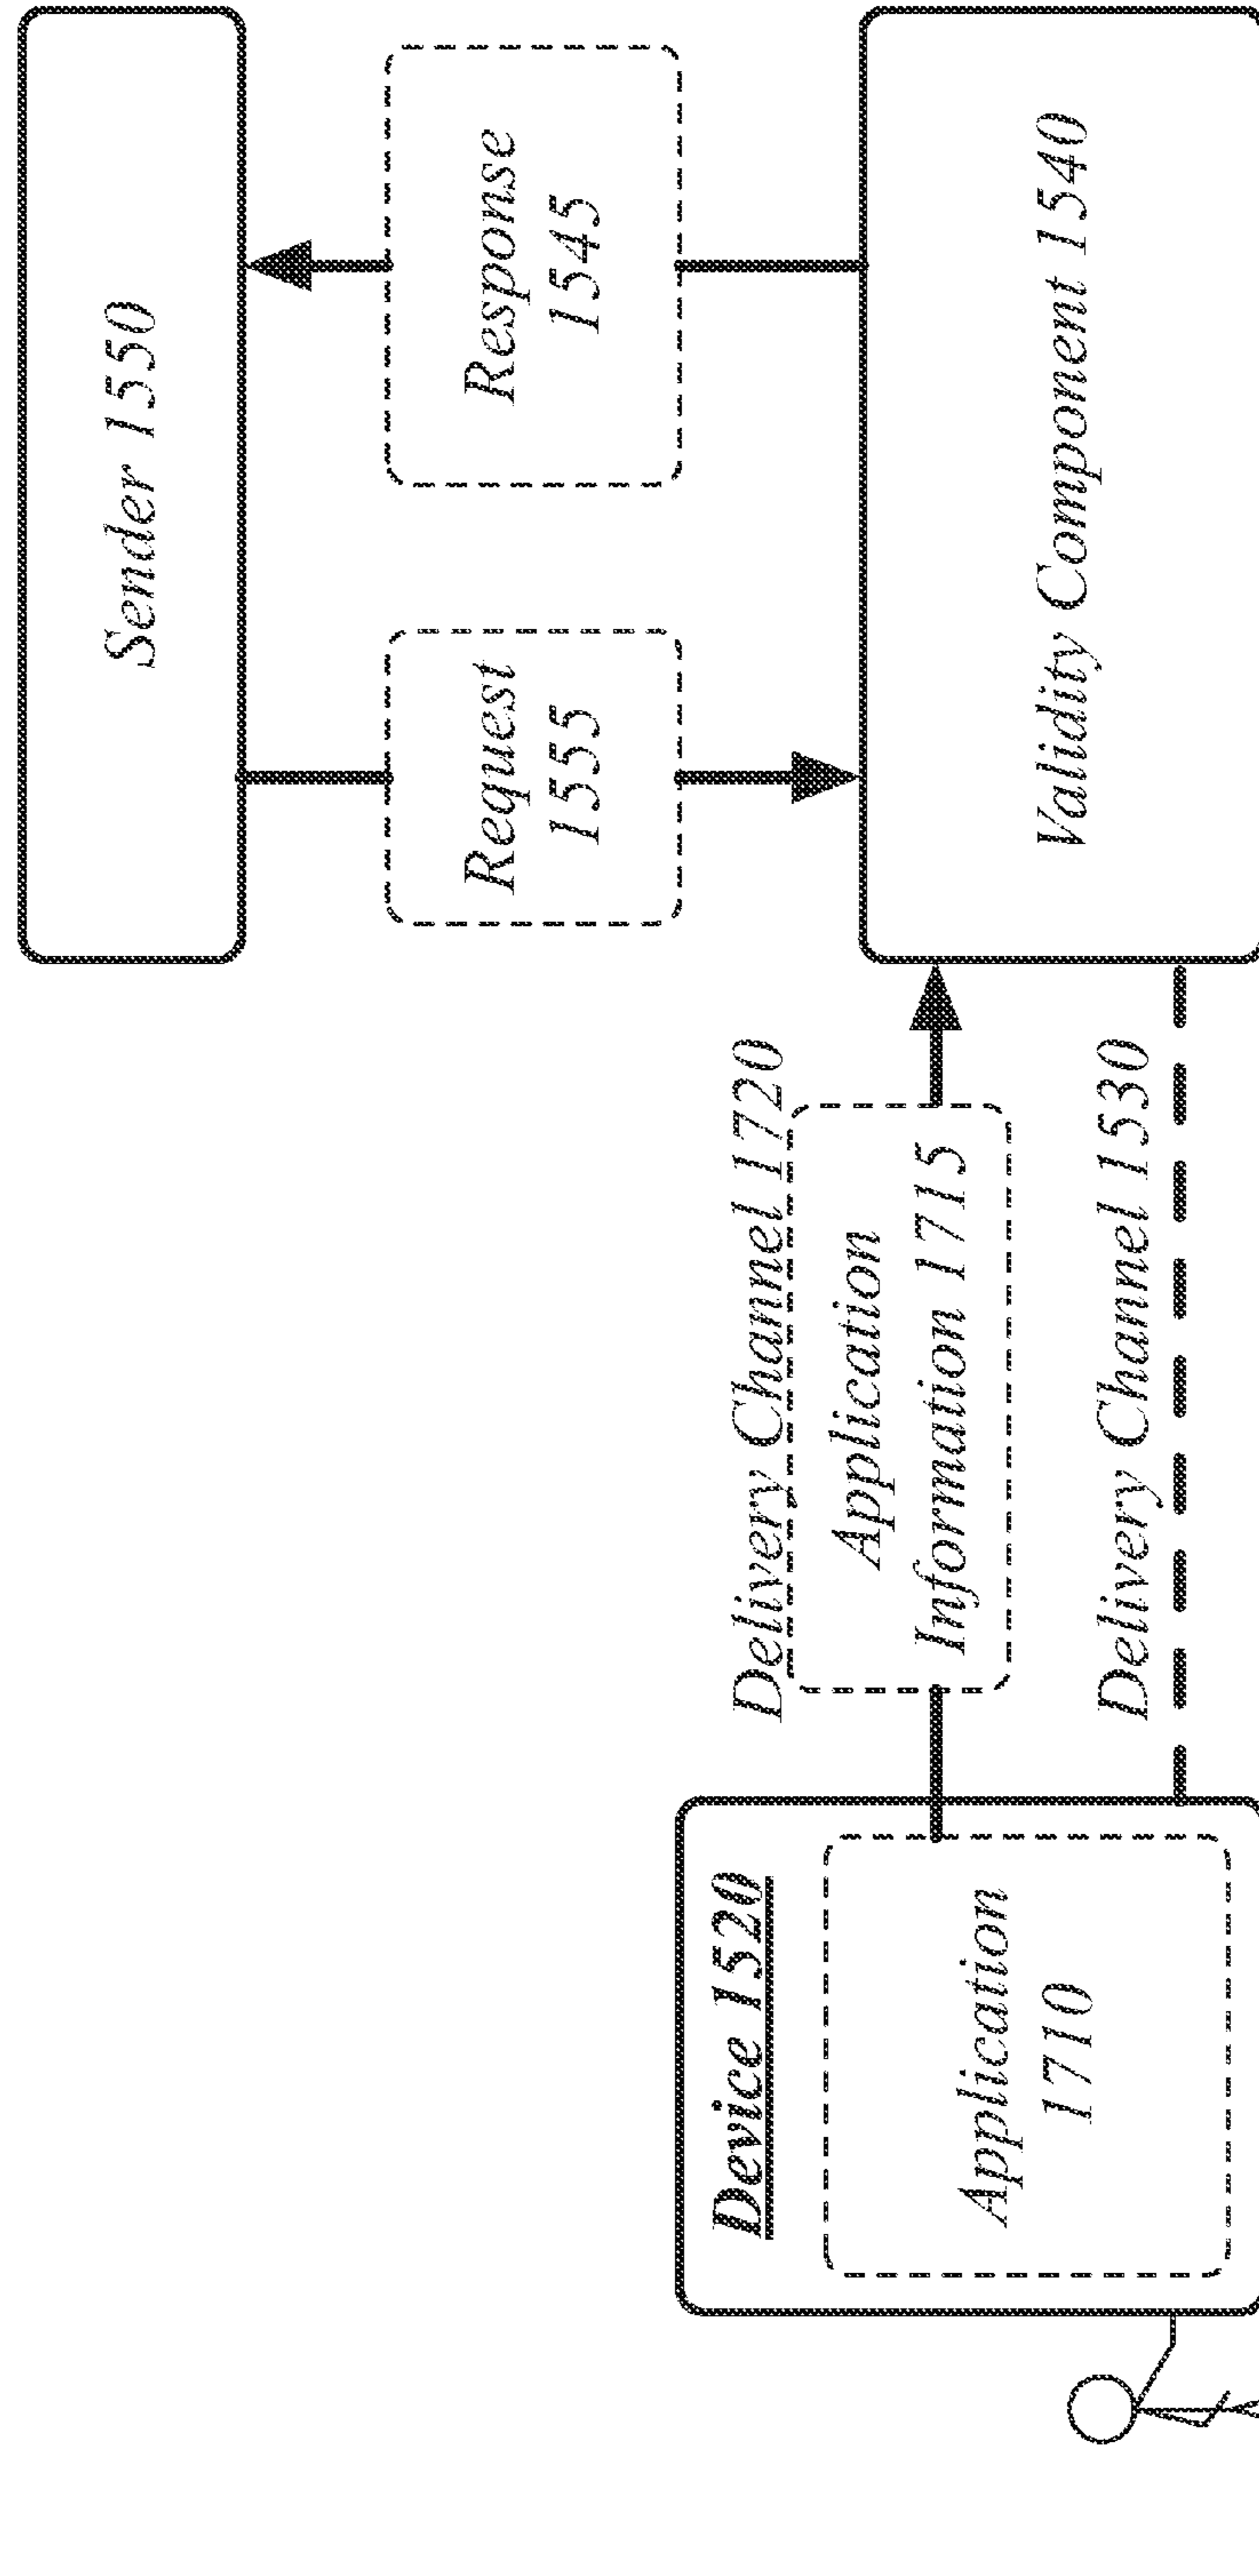 Sender 1550
Request
1555
Response
1545
Delivery Channel 1720
Device 1520
Application
Information 1715
Application
1710
Validity Component 1540
Delivery Channel 1530